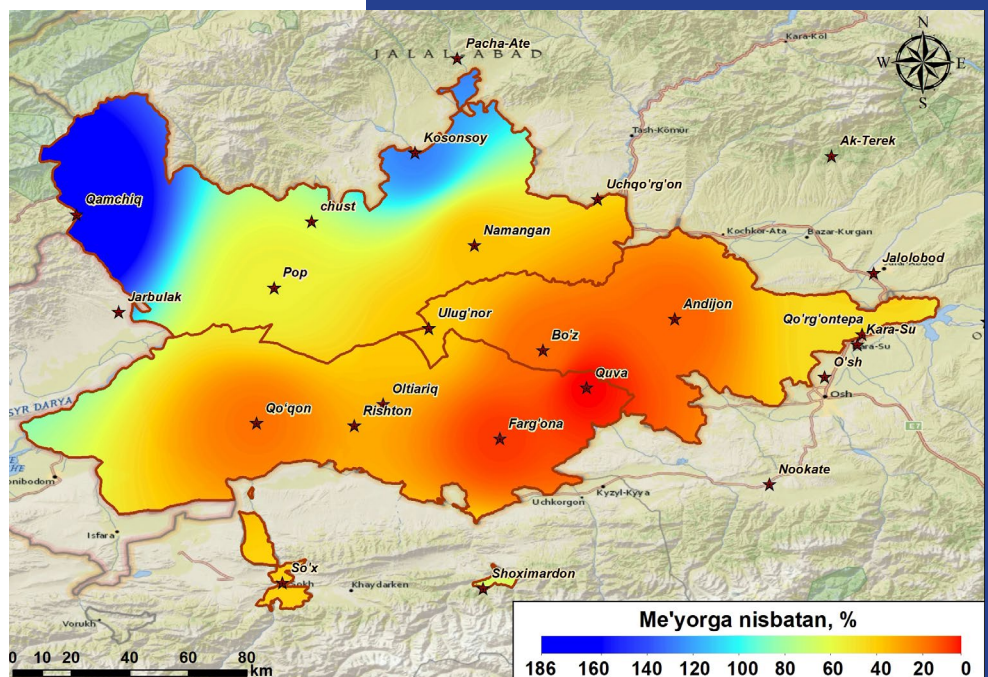 N
W E
S
Pacha-Ate
JALAL ABAD
Kara-Köl
Tash-Kömür
Ak-Terek
Kosonsoy
Uchqo'rg'on
Qamchiq
chust
Namangan
Kochkor-Ata
Bazar-Kurgan
Jalolobod
Pop
Jarbulak
Ulug'nor
Andijon
Qo'rg'ontepa
Kara-Su
Bo'z
O'sh
Osh
Quva
SYR DARYA
Qo'qon
Oltiariq
Rishton
Farg'ona
E7
Nookate
Uchkorgon
Kyzyl-Kyya
Isfara
So'x
Khaydarken
Shoximardon
Vorukh
0 10 20 40 60 80
km
Me'yorga nisbatan, %
186 160 140 120 100 80 60 40 20 0